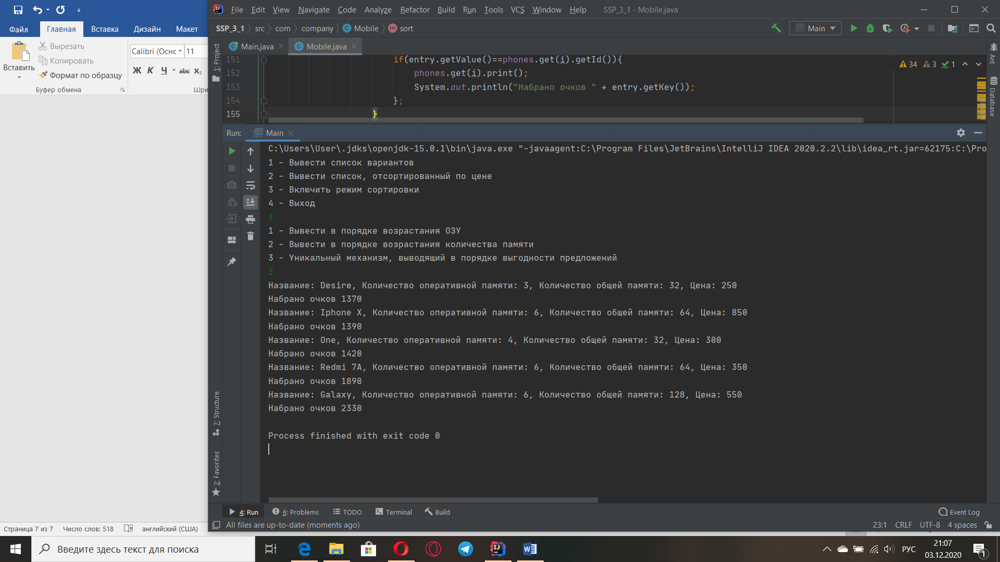 Файл Главная Вставка Дизайн Макет
Вставить
Вырезать
Копировать
Формат по образцу
Буфер обмена
Calibri (Оснс 11
Ж К Ч abc x₂
Шри
Страница 7 из 7 Число слов: 518 английский (США)
File Edit View Navigate Code Analyze Refactor Build Run Tools VCS Window Help SSP_3_1 - Mobile.java
SSP_3_1 src com company Mobile sort Main
Main.java Mobile.java
1: Project
Ant
Database
34 3 1
151 if(entry.getValue()==phones.get(i).getId()){
152 phones.get(i).print();
153 System.out.println("Набрано очков " + entry.getKey());
154 };
155 }
Run: Main
C:\Users\User\.jdks\openjdk-15.0.1\bin\java.exe "-javaagent:C:\Program Files\JetBrains\IntelliJ IDEA 2020.2.2\lib\idea_rt.jar=62175:C:\Pro
1 - Вывести список вариантов
2 - Вывести список, отсортированный по цене
3 - Включить режим сортировки
4 - Выход
3
1 - Вывести в порядке возрастания ОЗУ
2 - Вывести в порядке возрастания количества памяти
3 - Уникальный механизм, выводящий в порядке выгодности предложений
3
Название: Desire, Количество оперативной памяти: 3, Количество общей памяти: 32, Цена: 250
Набрано очков 1370
Название: Iphone X, Количество оперативной памяти: 6, Количество общей памяти: 64, Цена: 850
Набрано очков 1390
Название: One, Количество оперативной памяти: 4, Количество общей памяти: 32, Цена: 300
Набрано очков 1420
Название: Redmi 7A, Количество оперативной памяти: 6, Количество общей памяти: 64, Цена: 350
Набрано очков 1890
Название: Galaxy, Количество оперативной памяти: 6, Количество общей памяти: 128, Цена: 550
Набрано очков 2330
Process finished with exit code 0
7: Structure
2: Favorites
4: Run 6: Problems TODO Terminal Build Event Log
All files are up-to-date (moments ago) 23:1 CRLF UTF-8 4 spaces
Введите здесь текст для поиска
РУС
21:07
03.12.2020
1